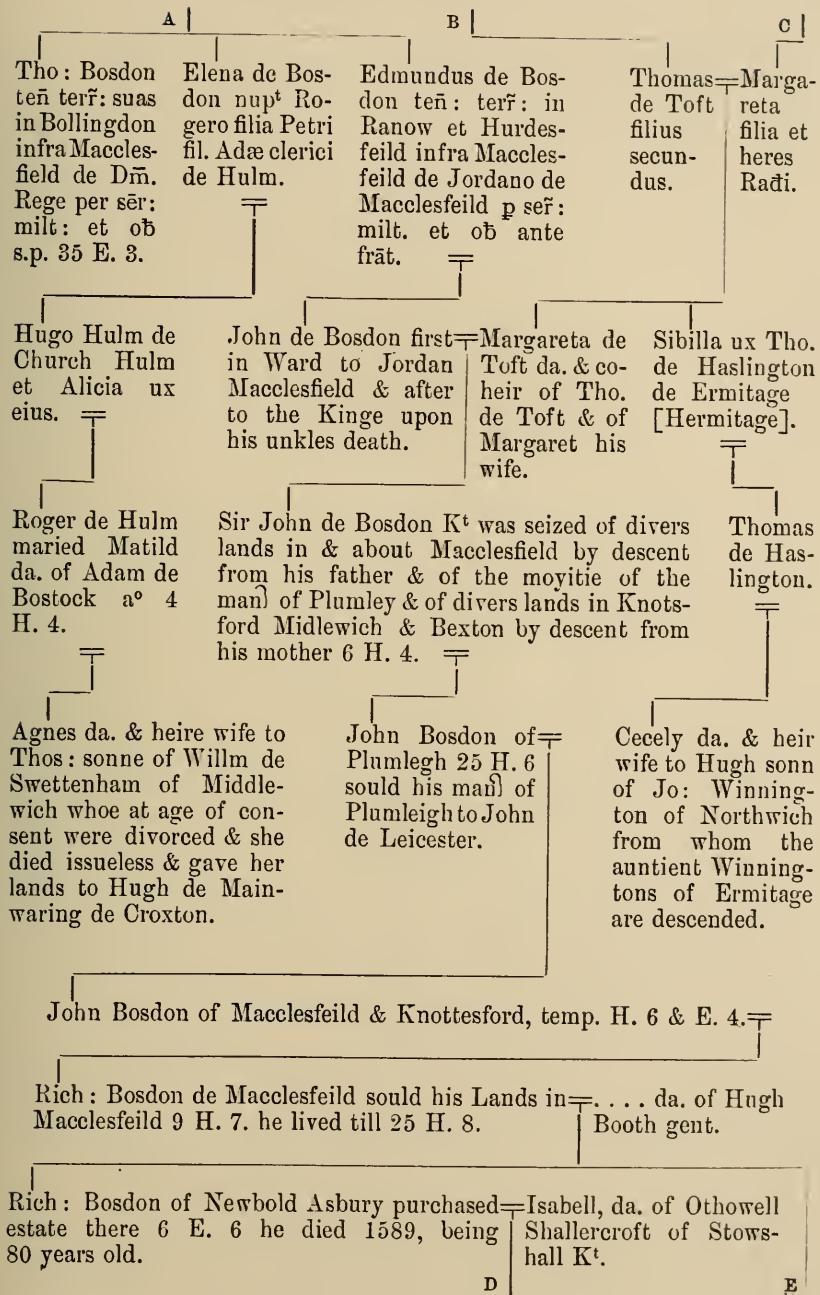 A B C
Tho: Bosdon
teñ terr̃: suas
in Bollingdon
infra Maccles-
field de Dm̃.
Rege per sēr:
milt: et oƀ
s.p. 35 E. 3.
Elena de Bos-
don nupᵗ Ro-
gero filia Petri
fil. Adæ clerici
de Hulm.
Edmundus de Bos-
don teñ: terr̃: in
Ranow et Hurdes-
feild infra Maccles-
feild de Jordano de
Macclesfeild p ser̃:
milt. et oƀ ante
frāt.
Thomas
de Toft
filius
secun-
dus.
Marga-
reta
filia et
heres
Rađi.
Hugo Hulm de
Church Hulm
et Alicia ux
eius.
John de Bosdon first
in Ward to Jordan
Macclesfield & after
to the Kinge upon
his unkles death.
Margareta de
Toft da. & co-
heir of Tho.
de Toft & of
Margaret his
wife.
Sibilla ux Tho.
de Haslington
de Ermitage
[Hermitage].
Roger de Hulm
maried Matild
da. of Adam de
Bostock aº 4
H. 4.
Sir John de Bosdon Kᵗ was seized of divers
lands in & about Macclesfield by descent
from his father & of the moyitie of the
man̄ of Plumley & of divers lands in Knots-
ford Midlewich & Bexton by descent from
his mother 6 H. 4.
Thomas
de Has-
lington.
Agnes da. & heire wife to
Thos: sonne of Willm de
Swettenham of Middle-
wich whoe at age of con-
sent were divorced & she
died issueless & gave her
lands to Hugh de Main-
waring de Croxton.
John Bosdon of
Plumlegh 25 H. 6
sould his man̄ of
Plumleigh to John
de Leicester.
Cecely da. & heir
wife to Hugh sonn
of Jo: Winning-
ton of Northwich
from whom the
auntient Winning-
tons of Ermitage
are descended.
John Bosdon of Macclesfeild & Knottesford, temp. H. 6 & E. 4.
Rich: Bosdon de Macclesfeild sould his Lands in
Macclesfeild 9 H. 7. he lived till 25 H. 8.
. . . . da. of Hugh
Booth gent.
Rich: Bosdon of Newbold Asbury purchased
estate there 6 E. 6 he died 1589, being
80 years old.
Isabell, da. of Othowell
Shallercroft of Stows-
hall Kᵗ.
D E